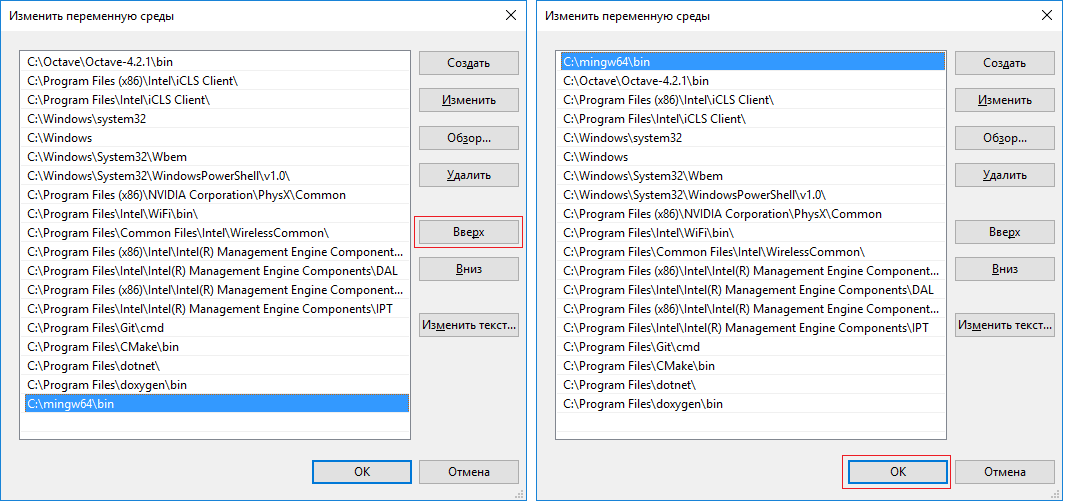 Изменить переменную среды
C:\Octave\Octave-4.2.1\bin
C:\Program Files (x86)\Intel\iCLS Client\
C:\Program Files\Intel\iCLS Client\
C:\Windows\system32
C:\Windows
C:\Windows\System32\Wbem
C:\Windows\System32\WindowsPowerShell\v1.0\
C:\Program Files (x86)\NVIDIA Corporation\PhysX\Common
C:\Program Files\Intel\WiFi\bin\
C:\Program Files\Common Files\Intel\WirelessCommon\
C:\Program Files (x86)\Intel\Intel(R) Management Engine Component...
C:\Program Files\Intel\Intel(R) Management Engine Components\DAL
C:\Program Files (x86)\Intel\Intel(R) Management Engine Component...
C:\Program Files\Intel\Intel(R) Management Engine Components\IPT
C:\Program Files\Git\cmd
C:\Program Files\CMake\bin
C:\Program Files\dotnet\
C:\Program Files\doxygen\bin
C:\mingw64\bin
Создать
Изменить
Обзор...
Удалить
Вверх
Вниз
Изменить текст...
OK
Отмена
Изменить переменную среды
C:\mingw64\bin
C:\Octave\Octave-4.2.1\bin
C:\Program Files (x86)\Intel\iCLS Client\
C:\Program Files\Intel\iCLS Client\
C:\Windows\system32
C:\Windows
C:\Windows\System32\Wbem
C:\Windows\System32\WindowsPowerShell\v1.0\
C:\Program Files (x86)\NVIDIA Corporation\PhysX\Common
C:\Program Files\Intel\WiFi\bin\
C:\Program Files\Common Files\Intel\WirelessCommon\
C:\Program Files (x86)\Intel\Intel(R) Management Engine Component...
C:\Program Files\Intel\Intel(R) Management Engine Components\DAL
C:\Program Files (x86)\Intel\Intel(R) Management Engine Component...
C:\Program Files\Intel\Intel(R) Management Engine Components\IPT
C:\Program Files\Git\cmd
C:\Program Files\CMake\bin
C:\Program Files\dotnet\
C:\Program Files\doxygen\bin
Создать
Изменить
Обзор...
Удалить
Вверх
Вниз
Изменить текст...
OK
Отмена